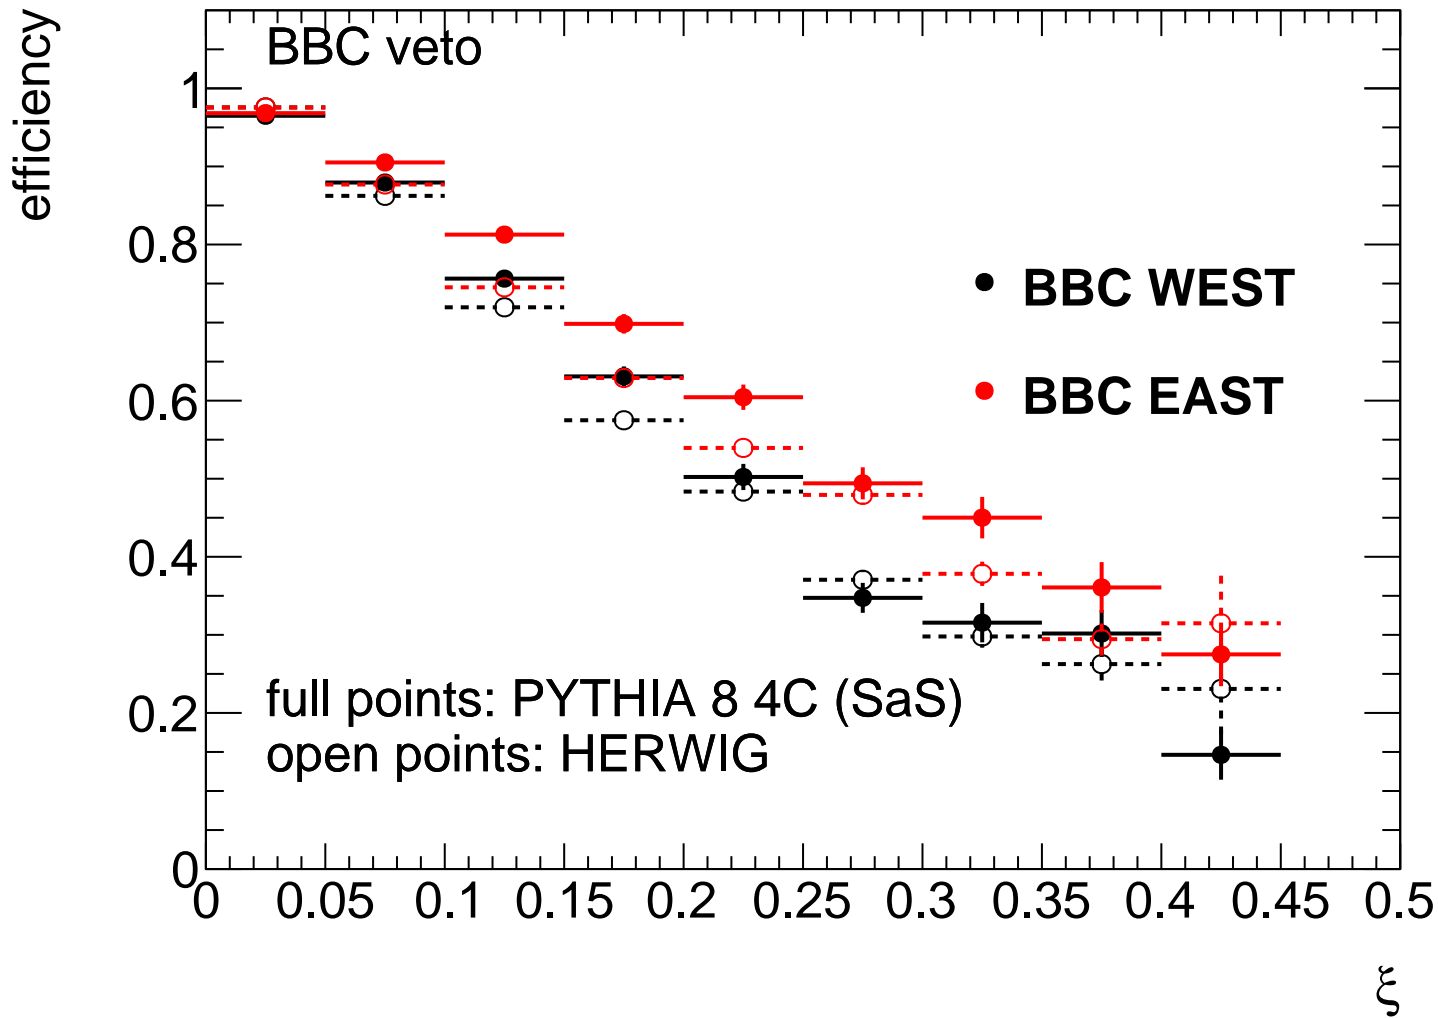 efficiency
BBC veto
1
0.8
0.6
0.4
0.2
0
BBC WEST
BBC EAST
full points: PYTHIA 8 4C (SaS)
open points: HERWIG
0 0.05 0.1 0.15 0.2 0.25 0.3 0.35 0.4 0.45 0.5
ξ